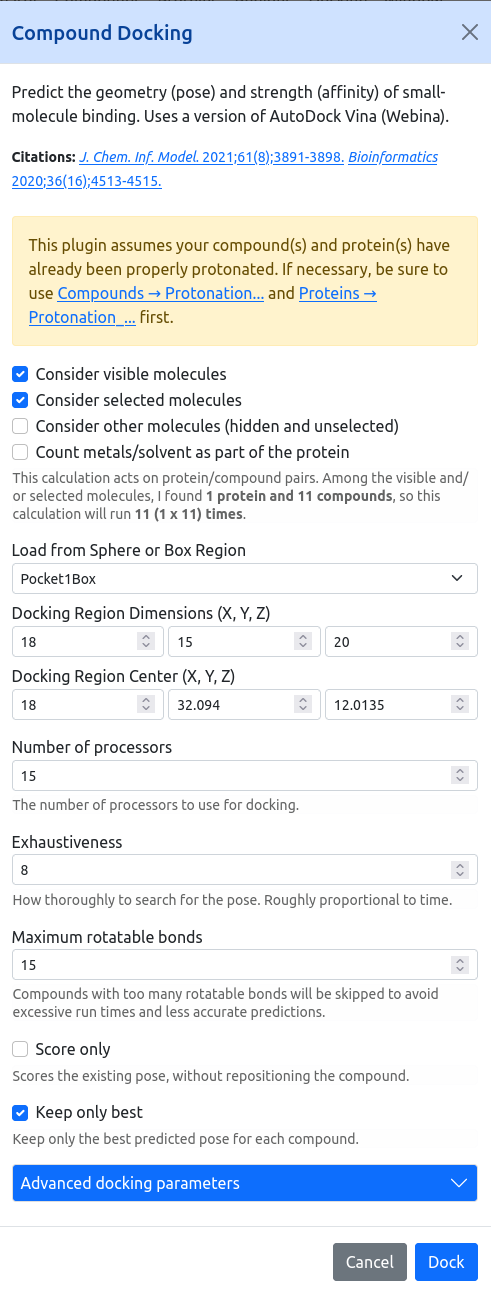 Compound Docking
Predict the geometry (pose) and strength (affinity) of small-
molecule binding. Uses a version of AutoDock Vina (Webina).
Citations: J. Chem. Inf. Model. 2021;61(8);3891-3898. Bioinformatics
2020;36(16);4513-4515.
This plugin assumes your compound(s) and protein(s) have
already been properly protonated. If necessary, be sure to
use Compounds → Protonation... and Proteins →
Protonation_... first.
Consider visible molecules
Consider selected molecules
Consider other molecules (hidden and unselected)
Count metals/solvent as part of the protein
This calculation acts on protein/compound pairs. Among the visible and/
or selected molecules, I found 1 protein and 11 compounds, so this
calculation will run 11 (1 x 11) times.
Load from Sphere or Box Region
Pocket1Box
Docking Region Dimensions (X, Y, Z)
18 15 20
Docking Region Center (X, Y, Z)
18 32.094 12.0135
Number of processors
15
The number of processors to use for docking.
Exhaustiveness
8
How thoroughly to search for the pose. Roughly proportional to time.
Maximum rotatable bonds
15
Compounds with too many rotatable bonds will be skipped to avoid
excessive run times and less accurate predictions.
Score only
Scores the existing pose, without repositioning the compound.
Keep only best
Keep only the best predicted pose for each compound.
Advanced docking parameters
Cancel Dock